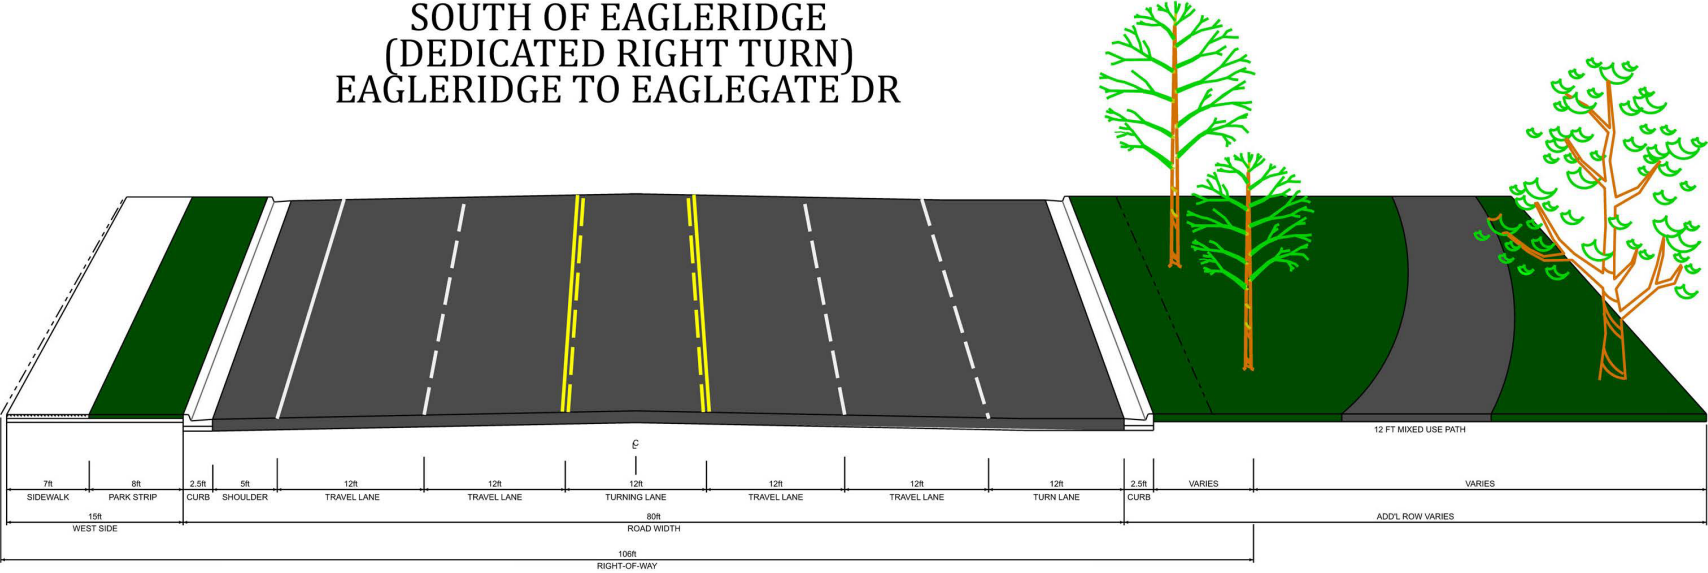 SOUTH OF EAGLERIDGE
(DEDICATED RIGHT TURN)
EAGLERIDGE TO EAGLEGATE DR
12 FT MIXED USE PATH
℄
7ft
SIDEWALK
8ft
PARK STRIP
2.5ft
CURB
5ft
SHOULDER
12ft
TRAVEL LANE
12ft
TRAVEL LANE
12ft
TURNING LANE
12ft
TRAVEL LANE
12ft
TRAVEL LANE
12ft
TURN LANE
2.5ft
CURB
VARIES
VARIES
15ft
WEST SIDE
80ft
ROAD WIDTH
ADD'L ROW VARIES
106ft
RIGHT-OF-WAY